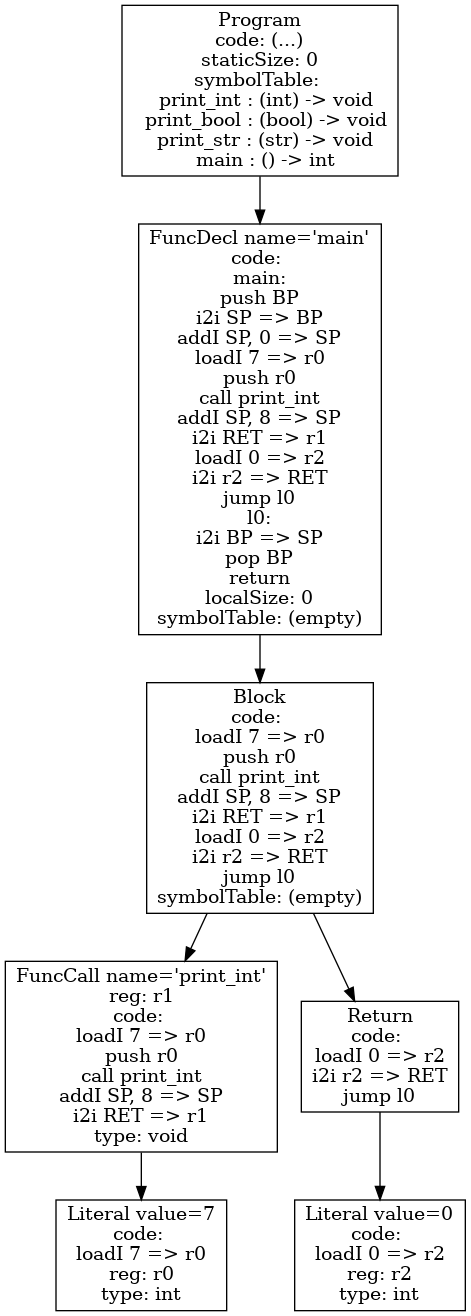 Program
code: (...)
staticSize: 0
symbolTable:
print_int : (int) -> void
print_bool : (bool) -> void
print_str : (str) -> void
main : () -> int
FuncDecl name='main'
code:
main:
push BP
i2i SP => BP
addI SP, 0 => SP
loadI 7 => r0
push r0
call print_int
addI SP, 8 => SP
i2i RET => r1
loadI 0 => r2
i2i r2 => RET
jump l0
l0:
i2i BP => SP
pop BP
return
localSize: 0
symbolTable: (empty)
Block
code:
loadI 7 => r0
push r0
call print_int
addI SP, 8 => SP
i2i RET => r1
loadI 0 => r2
i2i r2 => RET
jump l0
symbolTable: (empty)
FuncCall name='print_int'
reg: r1
code:
loadI 7 => r0
push r0
call print_int
addI SP, 8 => SP
i2i RET => r1
type: void
Return
code:
loadI 0 => r2
i2i r2 => RET
jump l0
Literal value=7
code:
loadI 7 => r0
reg: r0
type: int
Literal value=0
code:
loadI 0 => r2
reg: r2
type: int